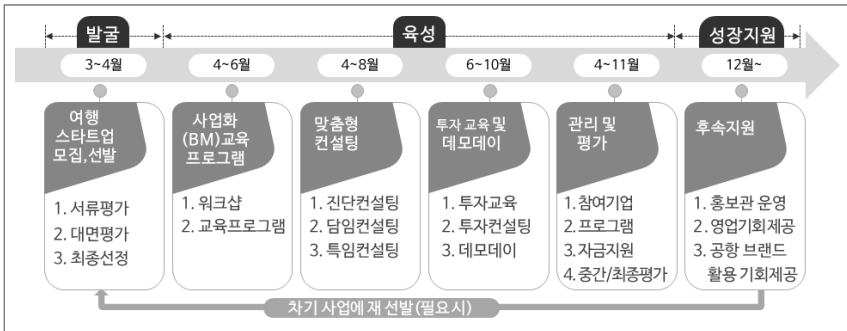 발굴
육성
성장지원
3~4월
4~6월
4~8월
6~10월
4~11월
12월~
여행
스타트업
모집,선발
1. 서류평가
2. 대면평가
3. 최종선정
사업화
(BM)교육
프로그램
1. 워크샵
2. 교육프로그램
맞춤형
컨설팅
1. 진단컨설팅
2. 담임컨설팅
3. 특임컨설팅
투자 교육 및
데모데이
1. 투자교육
2. 투자컨설팅
3. 데모데이
관리 및
평가
1. 참여기업
2. 프로그램
3. 자금지원
4. 중간/최종평가
후속지원
1. 홍보관 운영
2. 영업기회제공
3. 공항 브랜드
활용 기회제공
차기 사업에 재 선발(필요시)